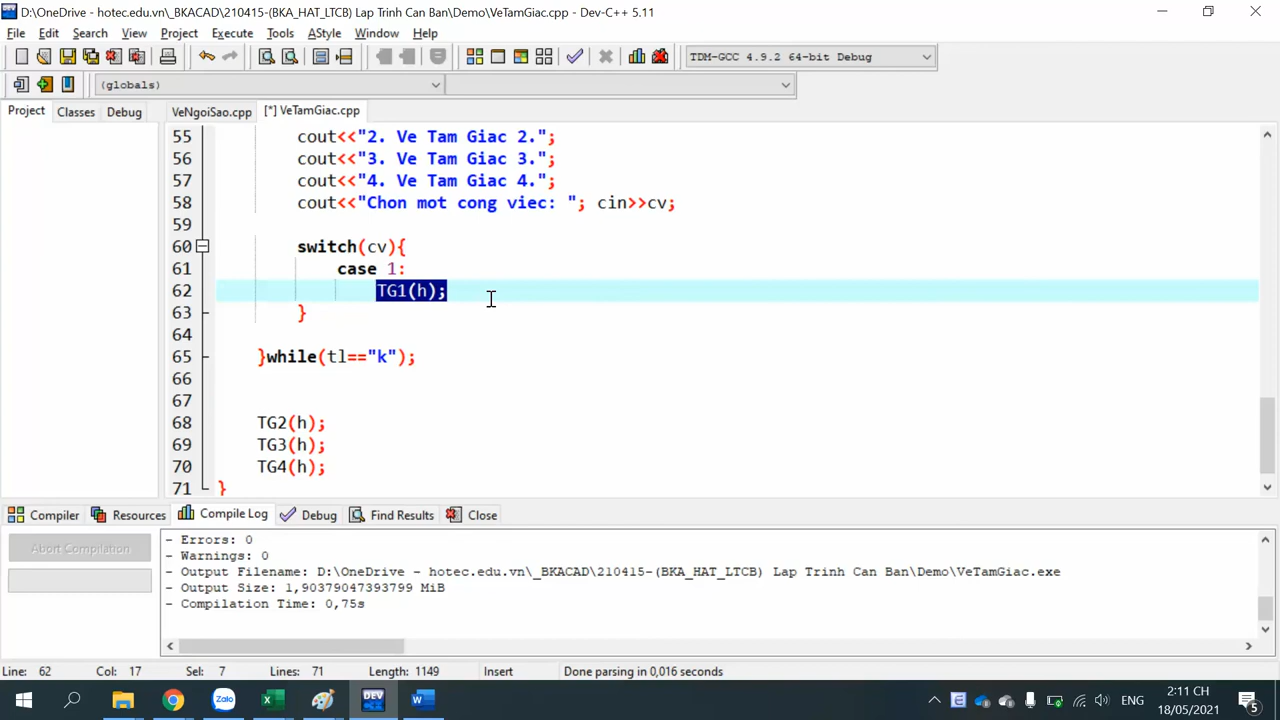 D:\OneDrive - hotec.edu.vn\_BKACAD\210415-(BKA_HAT_LTCB) Lap Trinh Can Ban\Demo\VeTamGiac.cpp - Dev-C++ 5.11
File Edit Search View Project Execute Tools AStyle Window Help
TDM-GCC 4.9.2 64-bit Debug
(globals)
Project Classes Debug VeNgoiSao.cpp [*] VeTamGiac.cpp
55 cout<<"2. Ve Tam Giac 2.";
56 cout<<"3. Ve Tam Giac 3.";
57 cout<<"4. Ve Tam Giac 4.";
58 cout<<"Chon mot cong viec: "; cin>>cv;
59
60 switch(cv){
61 case 1:
62 TG1(h);
63 }
64
65 }while(tl=="k");
66
67
68 TG2(h);
69 TG3(h);
70 TG4(h);
71 }
Compiler Resources Compile Log Debug Find Results Close
Abort Compilation
- Errors: 0
- Warnings: 0
- Output Filename: D:\OneDrive - hotec.edu.vn\_BKACAD\210415-(BKA_HAT_LTCB) Lap Trinh Can Ban\Demo\VeTamGiac.exe
- Output Size: 1,90379047393799 MiB
- Compilation Time: 0,75s
Line: 62 Col: 17 Sel: 7 Lines: 71 Length: 1149 Insert Done parsing in 0,016 seconds
Zalo
DEV
ENG
2:11 CH
18/05/2021
5